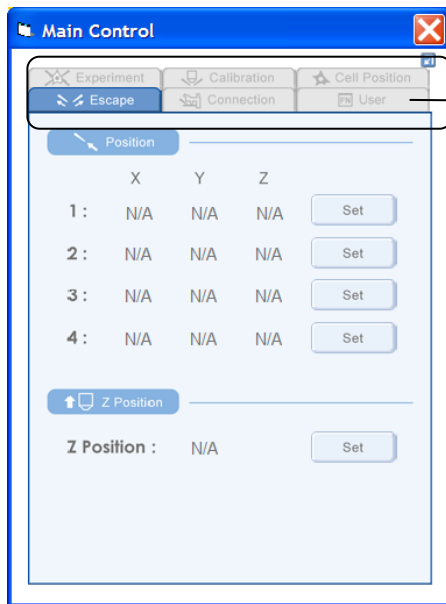 Main Control
Experiment Calibration Cell Position
Escape Connection FN User
Position
X Y Z
1 : N/A N/A N/A Set
2 : N/A N/A N/A Set
3 : N/A N/A N/A Set
4 : N/A N/A N/A Set
Z Position
Z Position : N/A Set